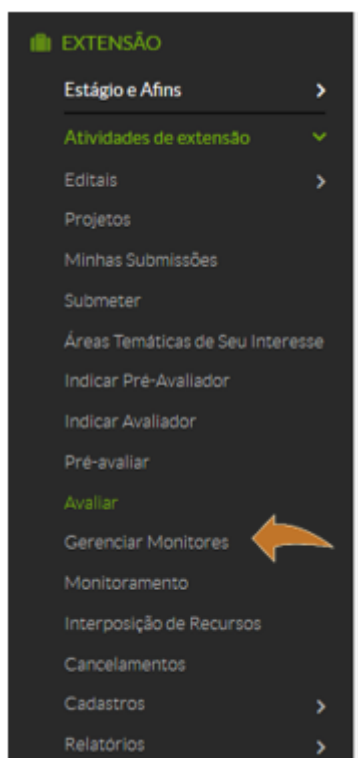 EXTENSÃO
Estágio e Afins
Atividades de extensão
Editais
Projetos
Minhas Submissões
Submeter
Áreas Temáticas de Seu Interesse
Indicar Pré-Avaliador
Indicar Avaliador
Pré-avaliar
Avaliar
Gerenciar Monitores
Monitoramento
Interposição de Recursos
Cancelamentos
Cadastros
Relatórios